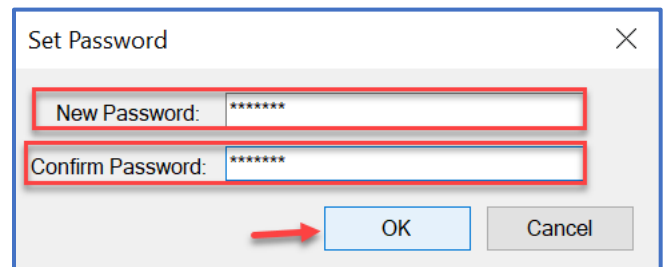 Set Password
New Password: *******
Confirm Password: *******
OK Cancel